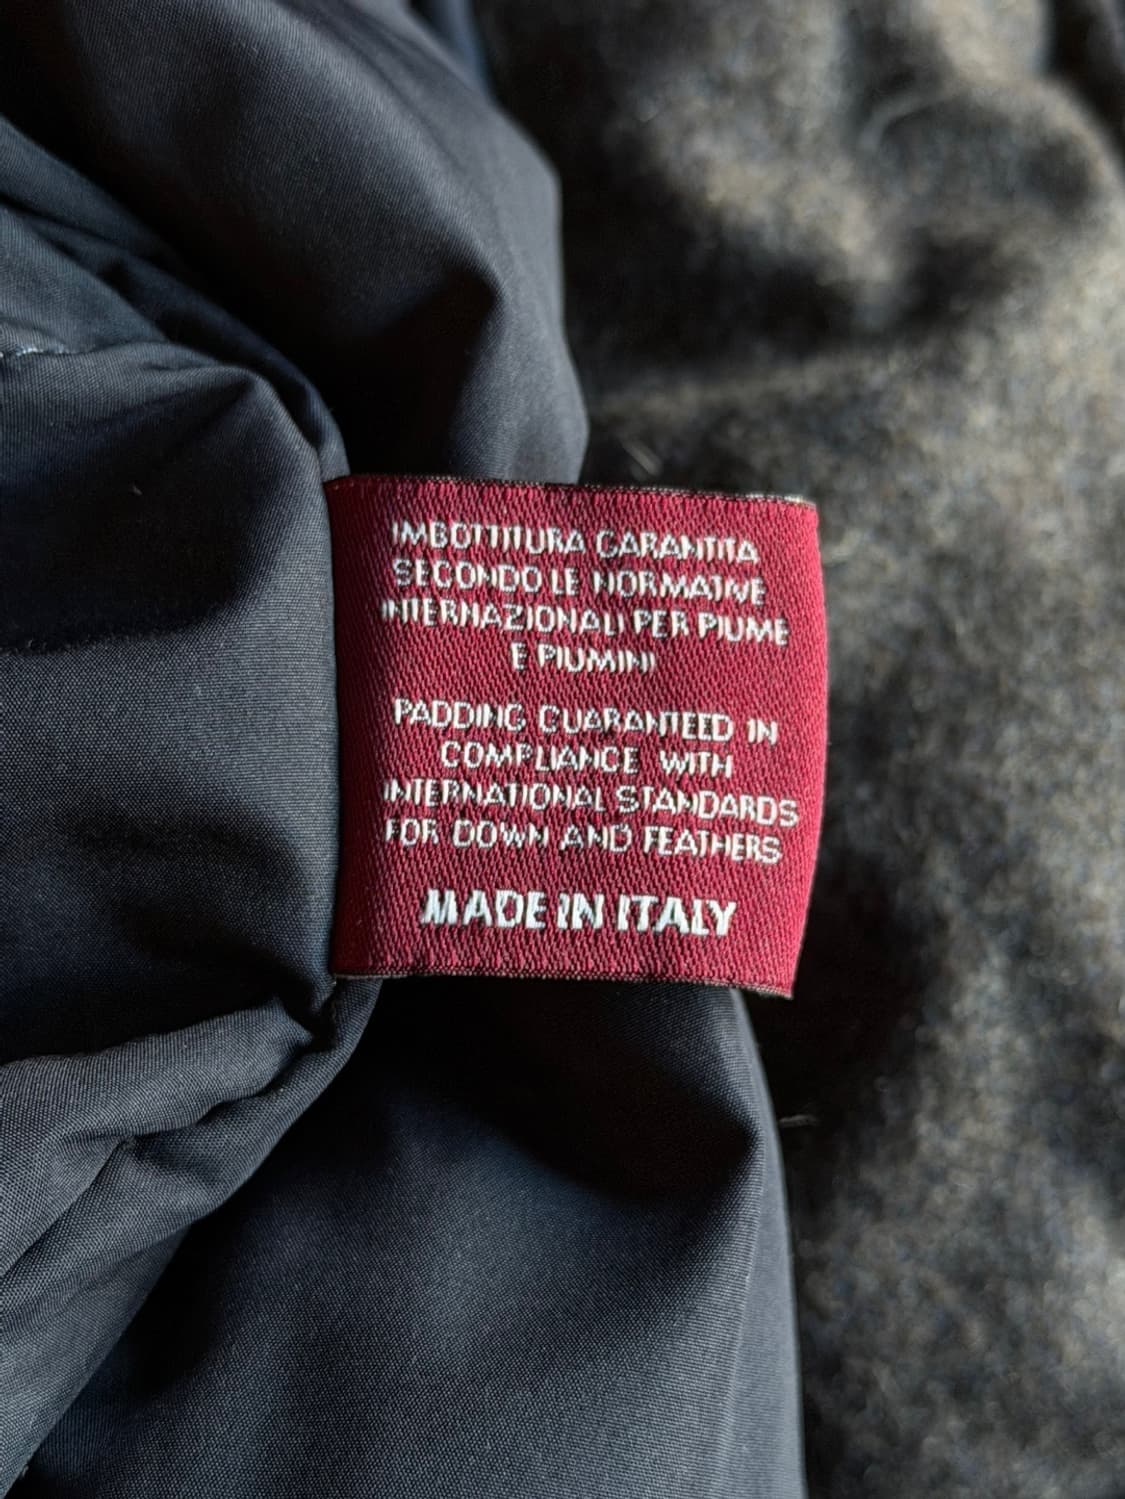 IMBOTTITURA GARANTITA
SECONDO LE NORMATIVE
INTERNAZIONALI PER PIUME
E PIUMINI
PADDING GUARANTEED IN
COMPLIANCE WITH
INTERNATIONAL STANDARDS
FOR DOWN AND FEATHERS
MADE IN ITALY